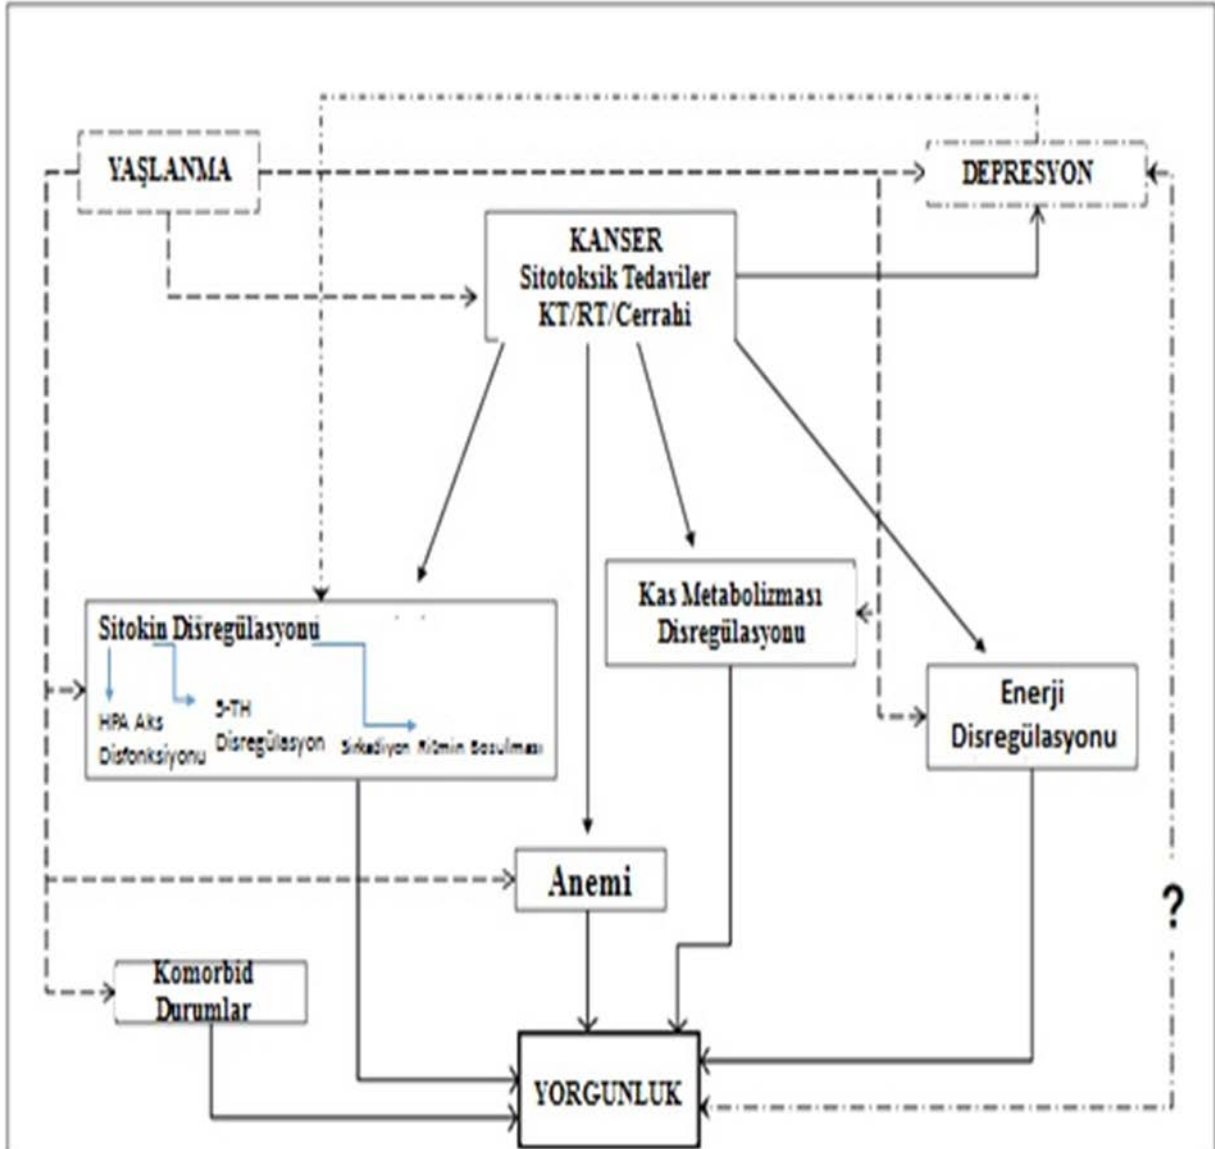 YAŞLANMA
DEPRESYON
KANSER
Sitotoksik Tedaviler
KT/RT/Cerrahi
Kas Metabolizması
Disregülasyonu
Sitokin Disregülasyonu
HPA Aks
Disfonksiyonu
5-TH
Disregülasyon
Sirkadiyen Ritmin Bozulması
Enerji
Disregülasyonu
Anemi
?
Komorbid
Durumlar
YORGUNLUK